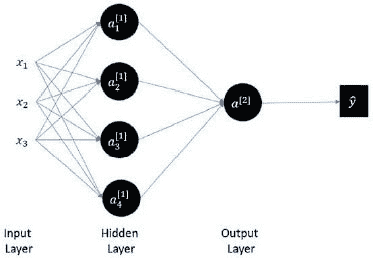 a₁^[1]
x₁
a₂^[1]
x₂
a^[2]
ŷ
x₃
a₃^[1]
a₄^[1]
Input Layer
Hidden Layer
Output Layer